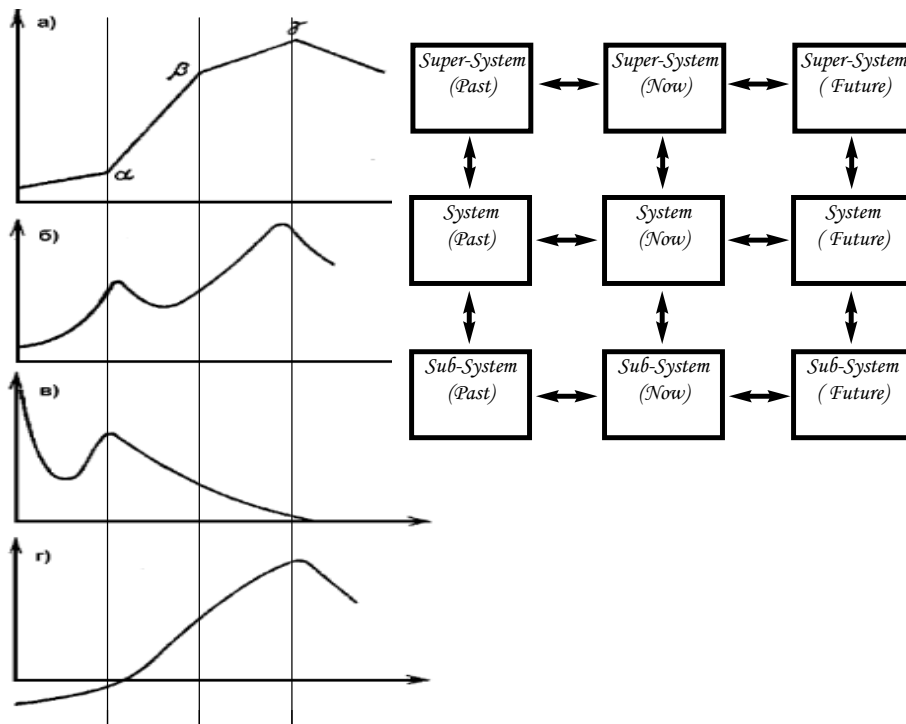 а)
α
β
γ
б)
в)
г)
Super-System
(Past)
Super-System
(Now)
Super-System
( Future)
System
(Past)
System
(Now)
System
( Future)
Sub-System
(Past)
Sub-System
(Now)
Sub-System
( Future)